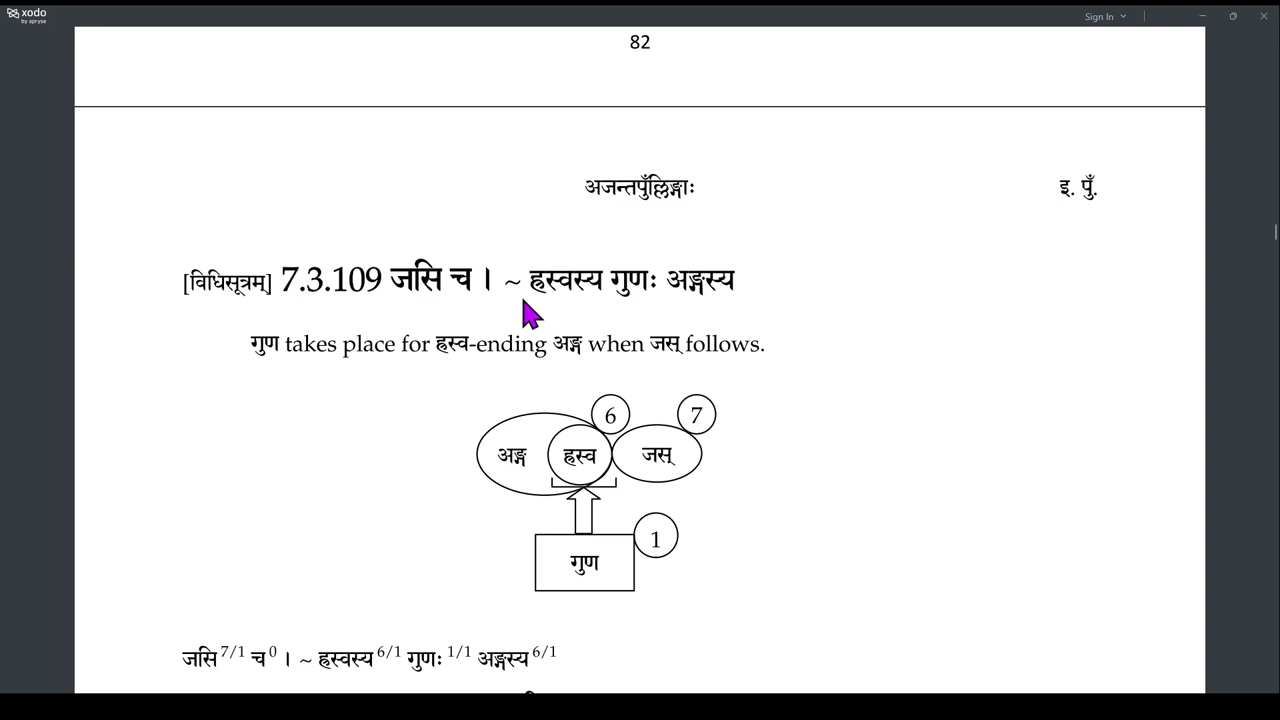 xodo
by apryse
Sign In
82
अजन्तपुँल्लिङ्गाः
इ. पुँ.
[विधिसूत्रम्] 7.3.109 जसि च । ~ ह्रस्वस्य गुणः अङ्गस्य
गुण takes place for ह्रस्व-ending अङ्ग when जस् follows.
6
7
अङ्ग
ह्रस्व
जस्
1
गुण
जसि 7/1 च 0 । ~ ह्रस्वस्य 6/1 गुणः 1/1 अङ्गस्य 6/1